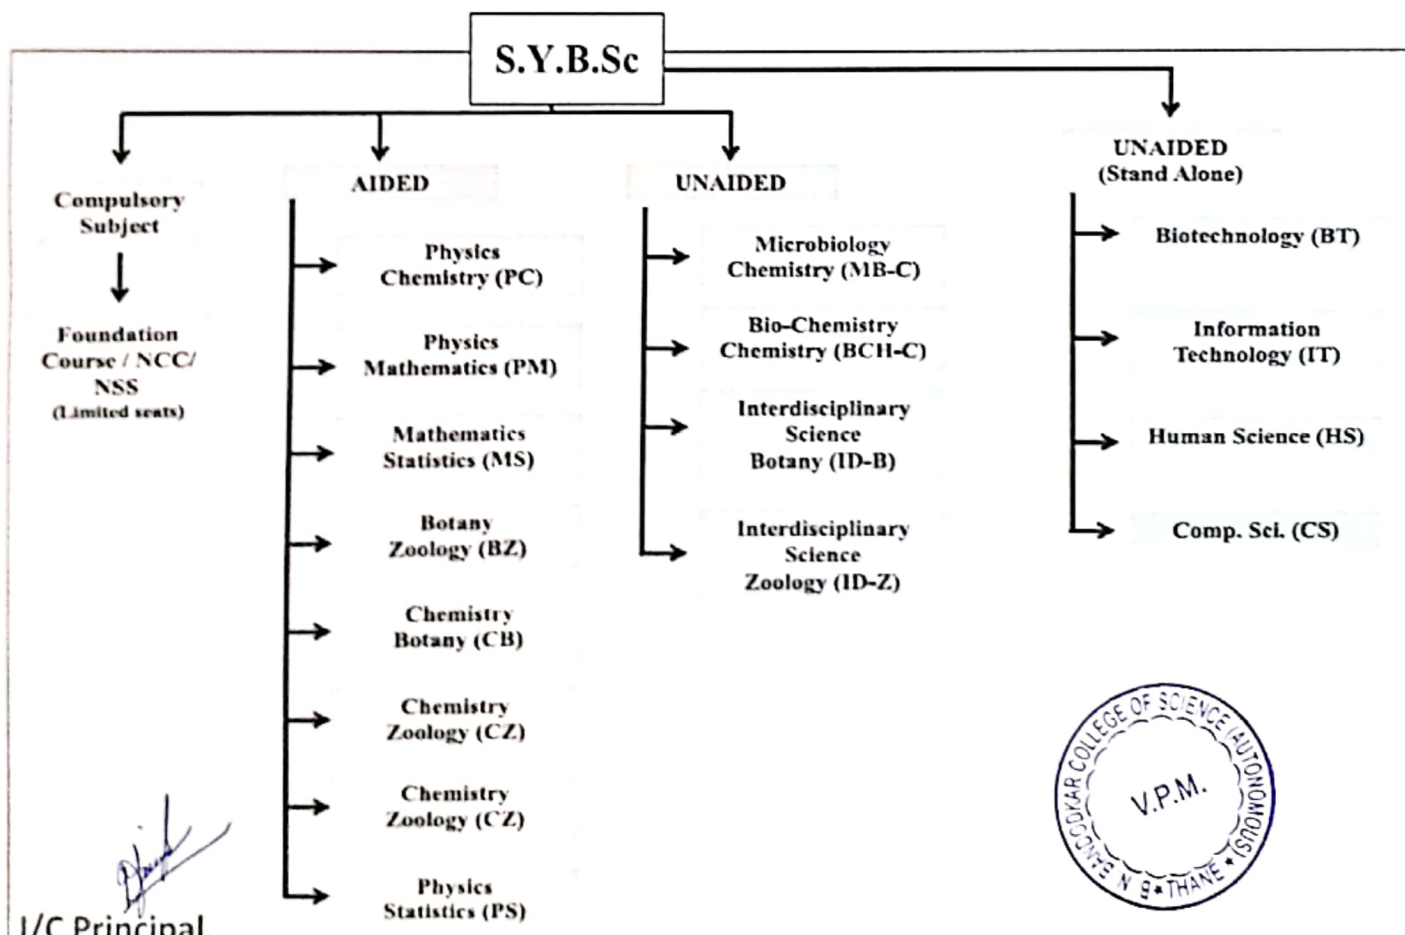 S.Y.B.Sc
Compulsory
Subject
Foundation
Course / NCC/
NSS
(Limited seats)
AIDED
Physics
Chemistry (PC)
Physics
Mathematics (PM)
Mathematics
Statistics (MS)
Botany
Zoology (BZ)
Chemistry
Botany (CB)
Chemistry
Zoology (CZ)
Chemistry
Zoology (CZ)
Physics
Statistics (PS)
UNAIDED
Microbiology
Chemistry (MB-C)
Bio-Chemistry
Chemistry (BCH-C)
Interdisciplinary
Science
Botany (ID-B)
Interdisciplinary
Science
Zoology (ID-Z)
UNAIDED
(Stand Alone)
Biotechnology (BT)
Information
Technology (IT)
Human Science (HS)
Comp. Sci. (CS)
B N BANDODKAR COLLEGE OF SCIENCE (AUTONOMOUS)
THANE
V.P.M.
I/C Principal